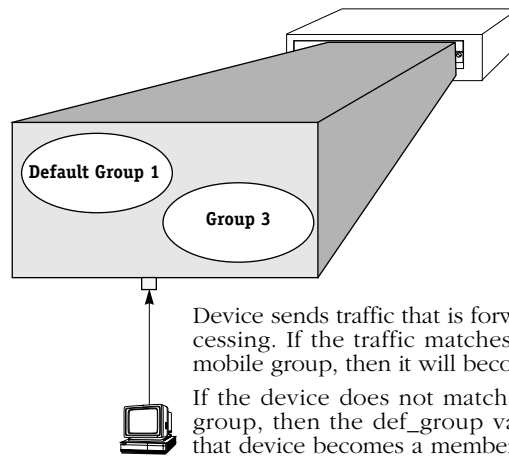 Default Group 1
Group 3
Device sends traffic that is forw
cessing. If the traffic matches
mobile group, then it will beco
If the device does not match
group, then the def_group va
that device becomes a member